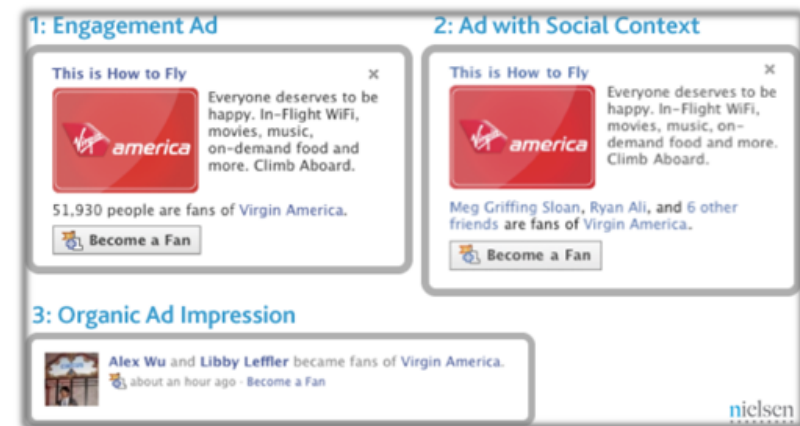 1: Engagement Ad
This is How to Fly
Virgin america
Everyone deserves to be
happy. In-Flight WiFi,
movies, music,
on-demand food and
more. Climb Aboard.
51,930 people are fans of Virgin America.
Become a Fan
2: Ad with Social Context
This is How to Fly
Virgin america
Everyone deserves to be
happy. In-Flight WiFi,
movies, music, on-
demand food and more.
Climb Aboard.
Meg Griffing Sloan, Ryan Ali, and 6 other
friends are fans of Virgin America.
Become a Fan
3: Organic Ad Impression
Alex Wu and Libby Leffler became fans of Virgin America.
about an hour ago · Become a Fan
nielsen